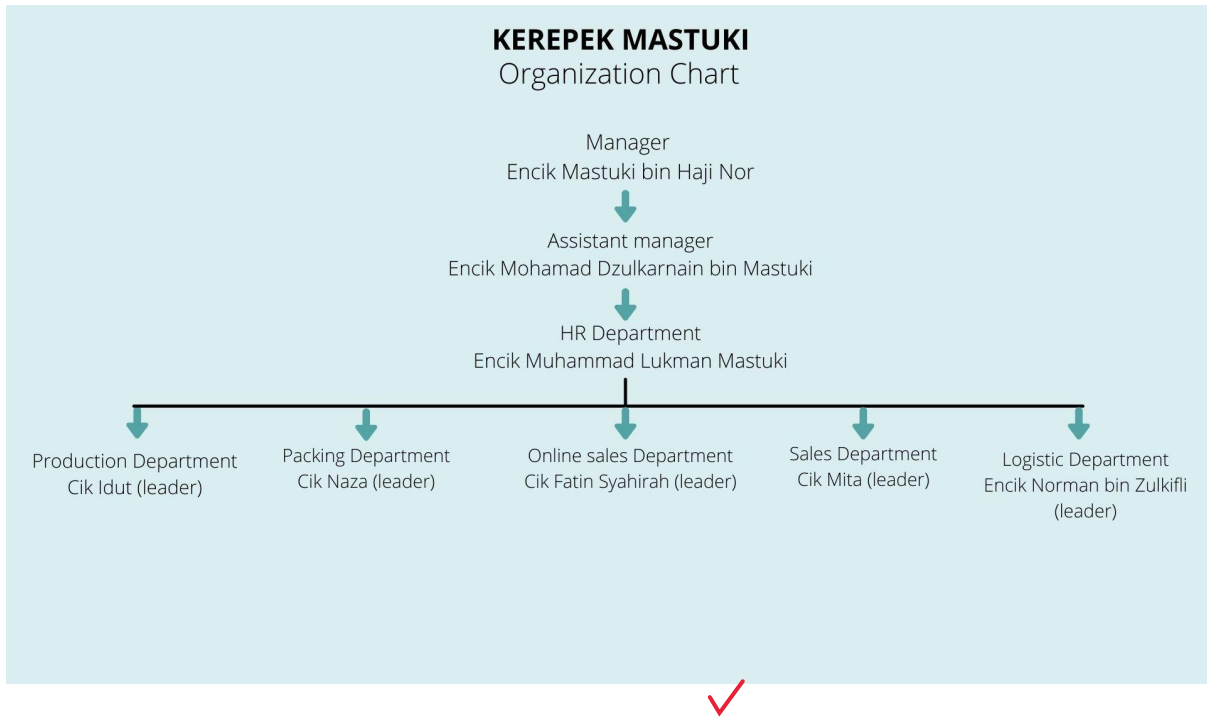 KEREPEK MASTUKI
Organization Chart
Manager
Encik Mastuki bin Haji Nor
Assistant manager
Encik Mohamad Dzulkarnain bin Mastuki
HR Department
Encik Muhammad Lukman Mastuki
Production Department
Cik Idut (leader)
Packing Department
Cik Naza (leader)
Online sales Department
Cik Fatin Syahirah (leader)
Sales Department
Cik Mita (leader)
Logistic Department
Encik Norman bin Zulkifli
(leader)